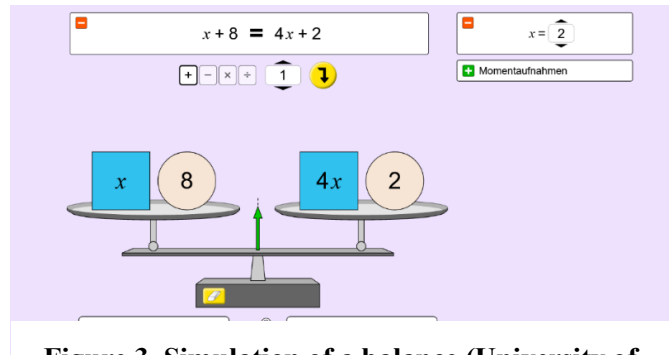 x + 8 = 4x + 2
x = 2
+ − × ÷ 1
Momentaufnahmen
x 8 4x 2
Figure 3. Simulation of a balance (University of